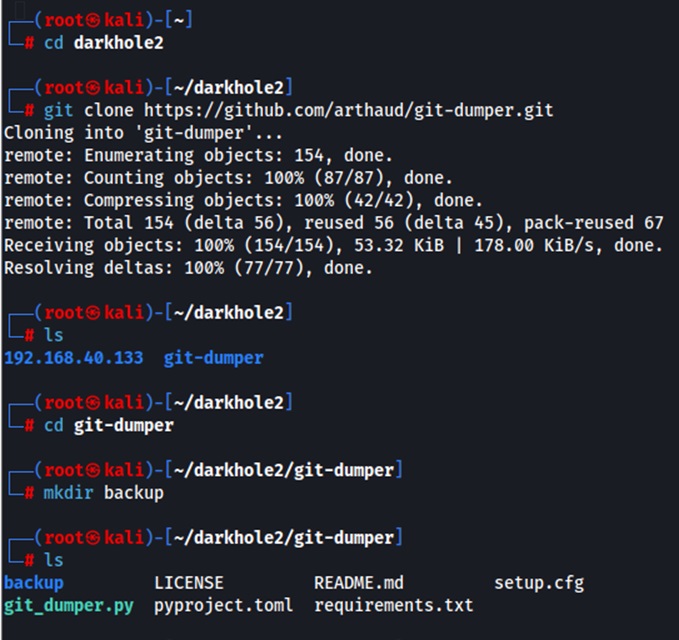 ┌──(root㉿kali)-[~]
└─# cd darkhole2
┌──(root㉿kali)-[~/darkhole2]
└─# git clone https://github.com/arthaud/git-dumper.git
Cloning into 'git-dumper'...
remote: Enumerating objects: 154, done.
remote: Counting objects: 100% (87/87), done.
remote: Compressing objects: 100% (42/42), done.
remote: Total 154 (delta 56), reused 56 (delta 45), pack-reused 67
Receiving objects: 100% (154/154), 53.32 KiB | 178.00 KiB/s, done.
Resolving deltas: 100% (77/77), done.
┌──(root㉿kali)-[~/darkhole2]
└─# ls
192.168.40.133  git-dumper
┌──(root㉿kali)-[~/darkhole2]
└─# cd git-dumper
┌──(root㉿kali)-[~/darkhole2/git-dumper]
└─# mkdir backup
┌──(root㉿kali)-[~/darkhole2/git-dumper]
└─# ls
backup         LICENSE         README.md         setup.cfg
git_dumper.py  pyproject.toml  requirements.txt